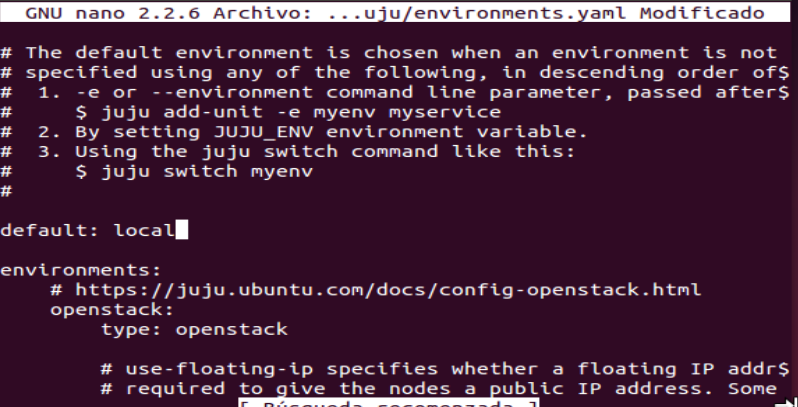 GNU nano 2.2.6 Archivo: ...uju/environments.yaml Modificado
# The default environment is chosen when an environment is not
# specified using any of the following, in descending order of$
#  1. -e or --environment command line parameter, passed after$
#     $ juju add-unit -e myenv myservice
#  2. By setting JUJU_ENV environment variable.
#  3. Using the juju switch command like this:
#     $ juju switch myenv
#
default: local
environments:
    # https://juju.ubuntu.com/docs/config-openstack.html
    openstack:
        type: openstack
        # use-floating-ip specifies whether a floating IP addr$
        # required to give the nodes a public IP address. Some
[ Búsqueda recomenzada ]